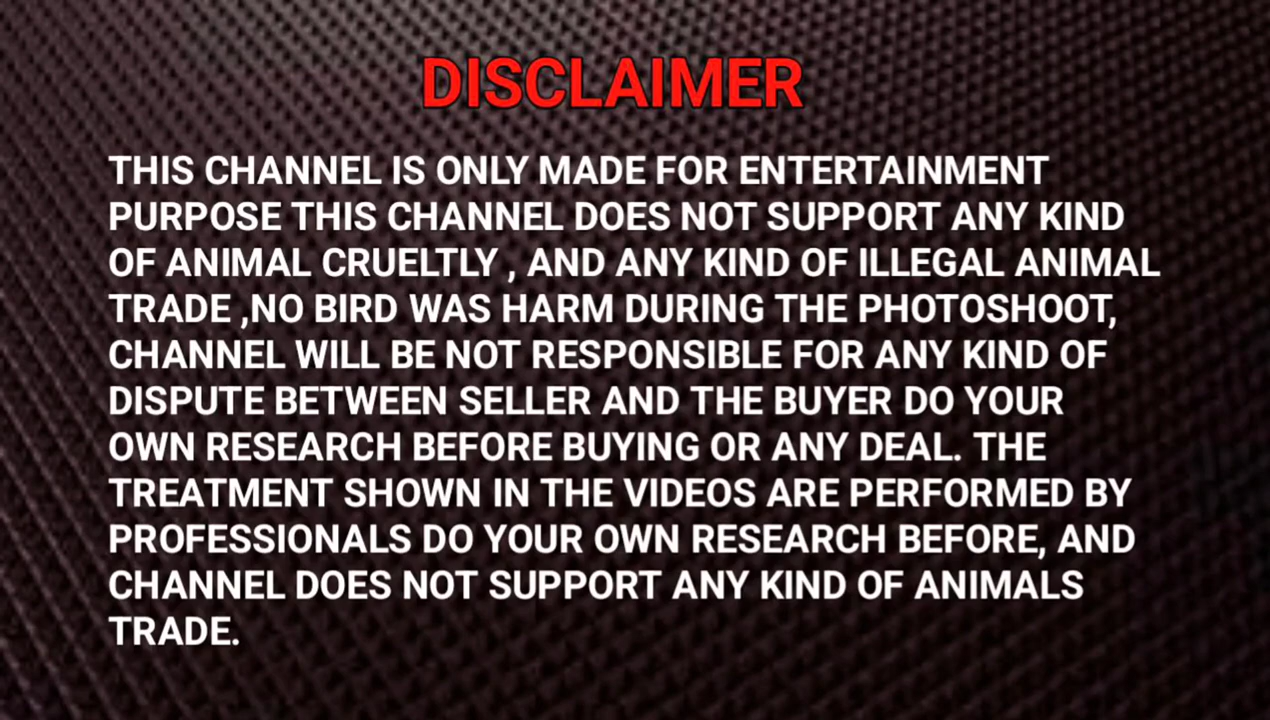 DISCLAIMER
THIS CHANNEL IS ONLY MADE FOR ENTERTAINMENT
PURPOSE THIS CHANNEL DOES NOT SUPPORT ANY KIND
OF ANIMAL CRUELTLY , AND ANY KIND OF ILLEGAL ANIMAL
TRADE ,NO BIRD WAS HARM DURING THE PHOTOSHOOT,
CHANNEL WILL BE NOT RESPONSIBLE FOR ANY KIND OF
DISPUTE BETWEEN SELLER AND THE BUYER DO YOUR
OWN RESEARCH BEFORE BUYING OR ANY DEAL. THE
TREATMENT SHOWN IN THE VIDEOS ARE PERFORMED BY
PROFESSIONALS DO YOUR OWN RESEARCH BEFORE, AND
CHANNEL DOES NOT SUPPORT ANY KIND OF ANIMALS
TRADE.